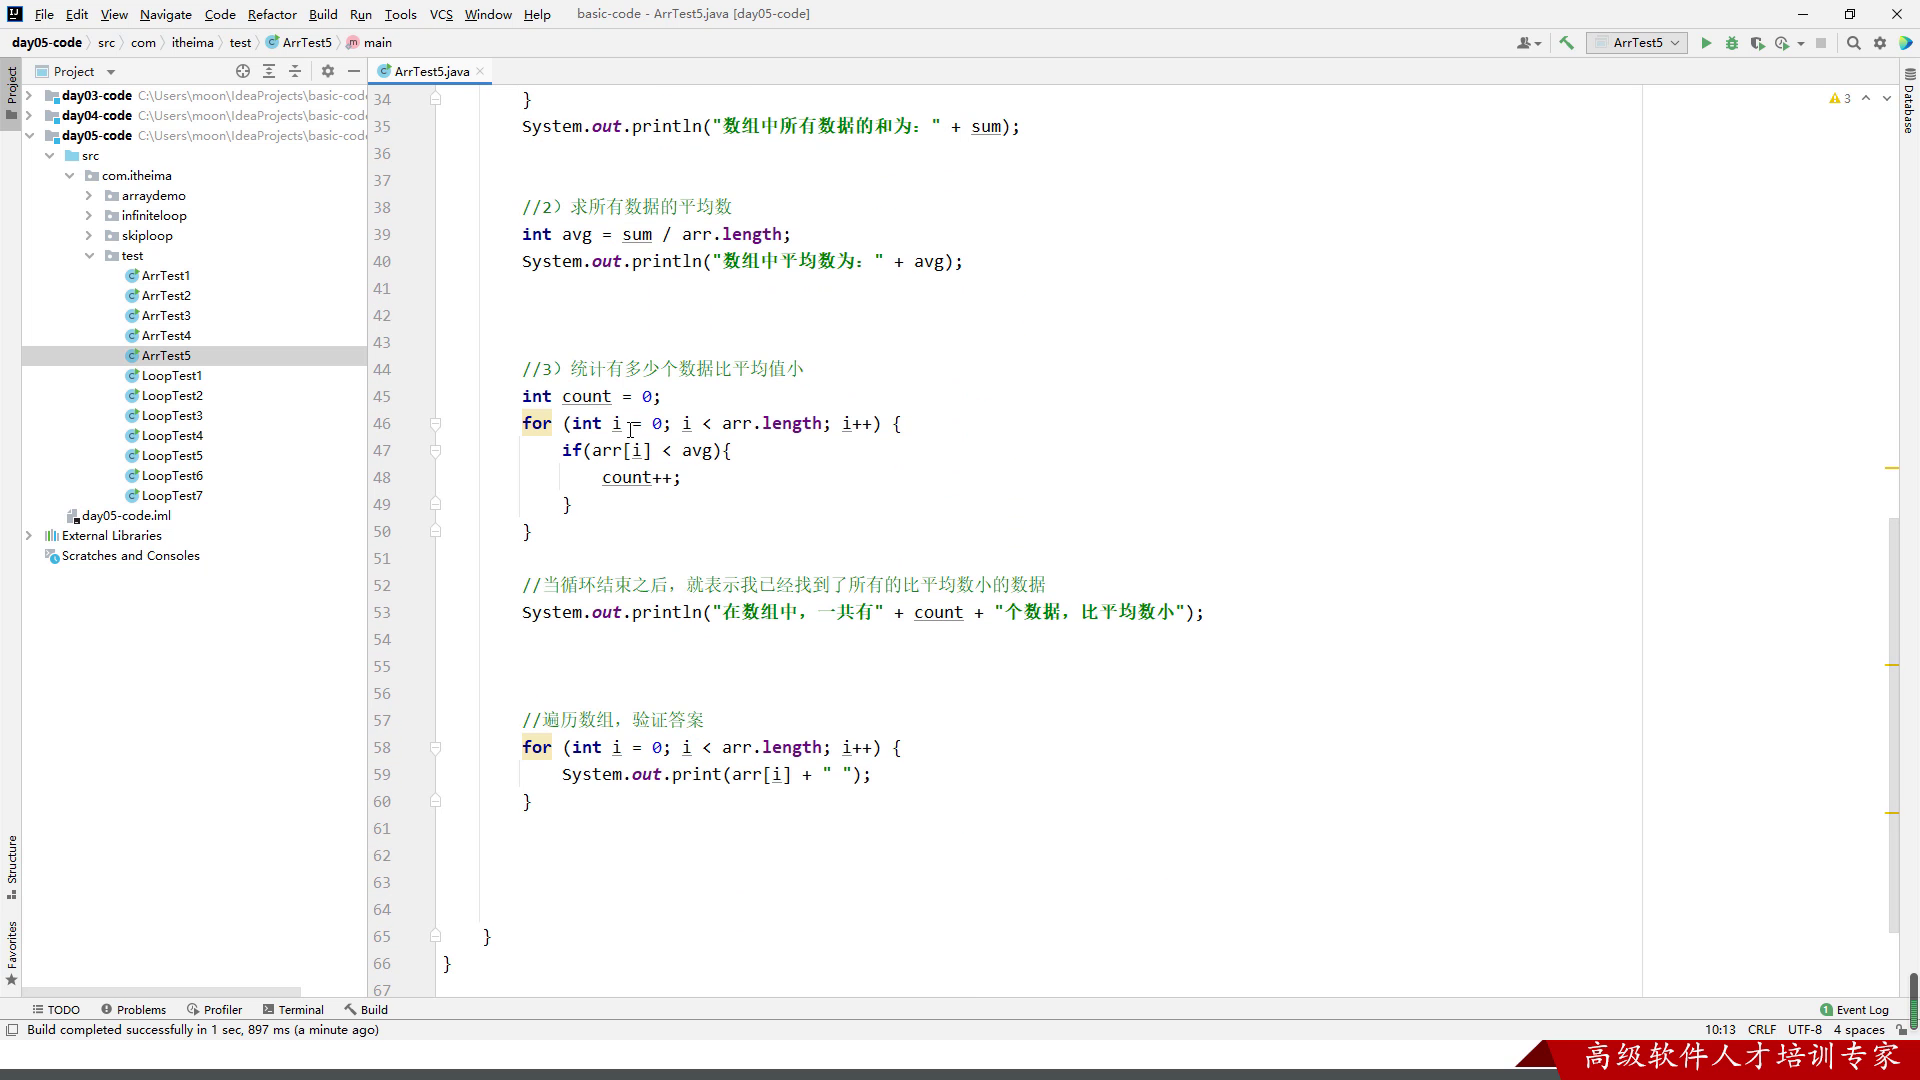 File Edit View Navigate Code Refactor Build Run Tools VCS Window Help basic-code - ArrTest5.java [day05-code]
day05-code src com itheima test ArrTest5 main ArrTest5
Project ArrTest5.java
Project
day03-code C:\Users\moon\IdeaProjects\basic-cod
day04-code C:\Users\moon\IdeaProjects\basic-cod
day05-code C:\Users\moon\IdeaProjects\basic-cod
src
com.itheima
arraydemo
infiniteloop
skiploop
test
ArrTest1
ArrTest2
ArrTest3
ArrTest4
ArrTest5
LoopTest1
LoopTest2
LoopTest3
LoopTest4
LoopTest5
LoopTest6
LoopTest7
day05-code.iml
External Libraries
Scratches and Consoles
Structure
Favorites
34 }
35 System.out.println("数组中所有数据的和为：" + sum);
36
37
38 //2）求所有数据的平均数
39 int avg = sum / arr.length;
40 System.out.println("数组中平均数为：" + avg);
41
42
43
44 //3）统计有多少个数据比平均值小
45 int count = 0;
46 for (int i = 0; i < arr.length; i++) {
47 if(arr[i] < avg){
48 count++;
49 }
50 }
51
52 //当循环结束之后，就表示我已经找到了所有的比平均数小的数据
53 System.out.println("在数组中，一共有" + count + "个数据，比平均数小");
54
55
56
57 //遍历数组，验证答案
58 for (int i = 0; i < arr.length; i++) {
59 System.out.print(arr[i] + " ");
60 }
61
62
63
64
65 }
66 }
67
3
Database
TODO Problems Profiler Terminal Build 1 Event Log
Build completed successfully in 1 sec, 897 ms (a minute ago) 10:13 CRLF UTF-8 4 spaces
高级软件人才培训专家